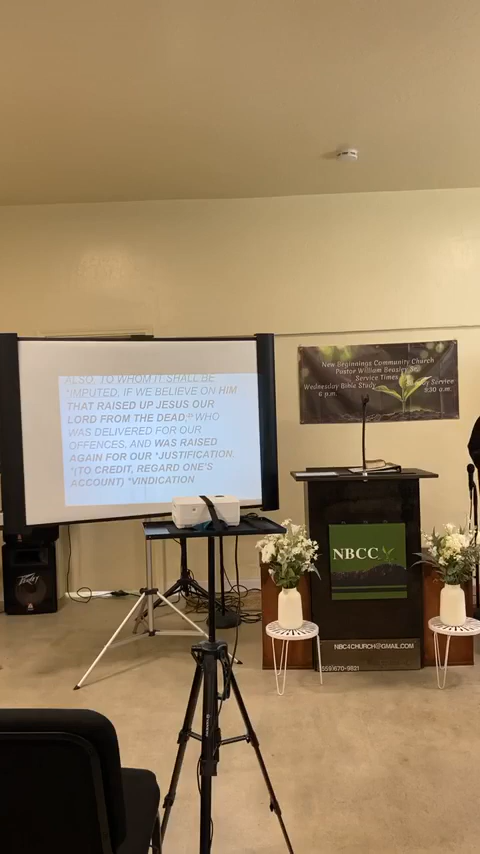 ALSO, TO WHOM IT SHALL BE
*IMPUTED, IF WE BELIEVE ON HIM
THAT RAISED UP JESUS OUR
LORD FROM THE DEAD; WHO
WAS DELIVERED FOR OUR
OFFENCES, AND WAS RAISED
AGAIN FOR OUR *JUSTIFICATION.
*(TO CREDIT, REGARD ONE'S
ACCOUNT) *VINDICATION
New Beginnings Community Church
Pastor William Beasley Sr.
Service Times
Wednesday Bible Study
Service
6 p.m.
9:30 a.m.
NBCC
NBC4CHURCH@GMAIL.COM
(559)670-9821
Peavey